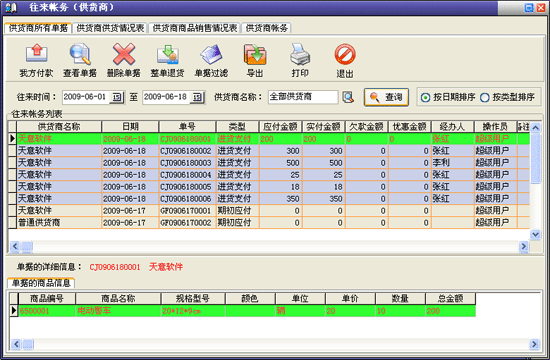 往来帐务（供货商）
供货商所有单据 供货商供货情况表 供货商商品销售情况表 供货商帐务
我方付款 查看单据 删除单据 整单退货 单据过滤 导出 打印 退出
往来时间： 2009-06-01 至 2009-06-18 供货商名称： 全部供货商 查询 按日期排序 按类型排序
往来帐务列表
供货商名称 日期 单号 类型 应付金额 实付金额 欠款金额 优惠金额 经办人 操作员
天意软件 2009-06-18 CJ0906180001 进货支付 200 200 0 0 张红 超级用户
天意软件 2009-06-18 CJ0906180002 进货支付 300 300 0 0 张红 超级用户
天意软件 2009-06-18 CJ0906180003 进货支付 500 500 0 0 李利 超级用户
天意软件 2009-06-18 CJ0906180004 进货支付 25 25 0 0 张红 超级用户
天意软件 2009-06-18 CJ0906180005 进货支付 18 18 0 0 张红 超级用户
天意软件 2009-06-18 CJ0906180006 进货支付 350 350 0 0 张红 超级用户
天意软件 2009-06-17 GF0906170001 期初应付 0 0 0 0 超级用户
普通供货商 2009-06-17 GF0906170002 期初应付 0 0 0 0 超级用户
单据的详细信息： CJ0906180001 天意软件
单据的商品信息
商品编号 商品名称 规格型号 颜色 单位 单价 数量 总金额
6500001 电动警车 20*12*9cm 辆 20 10 200